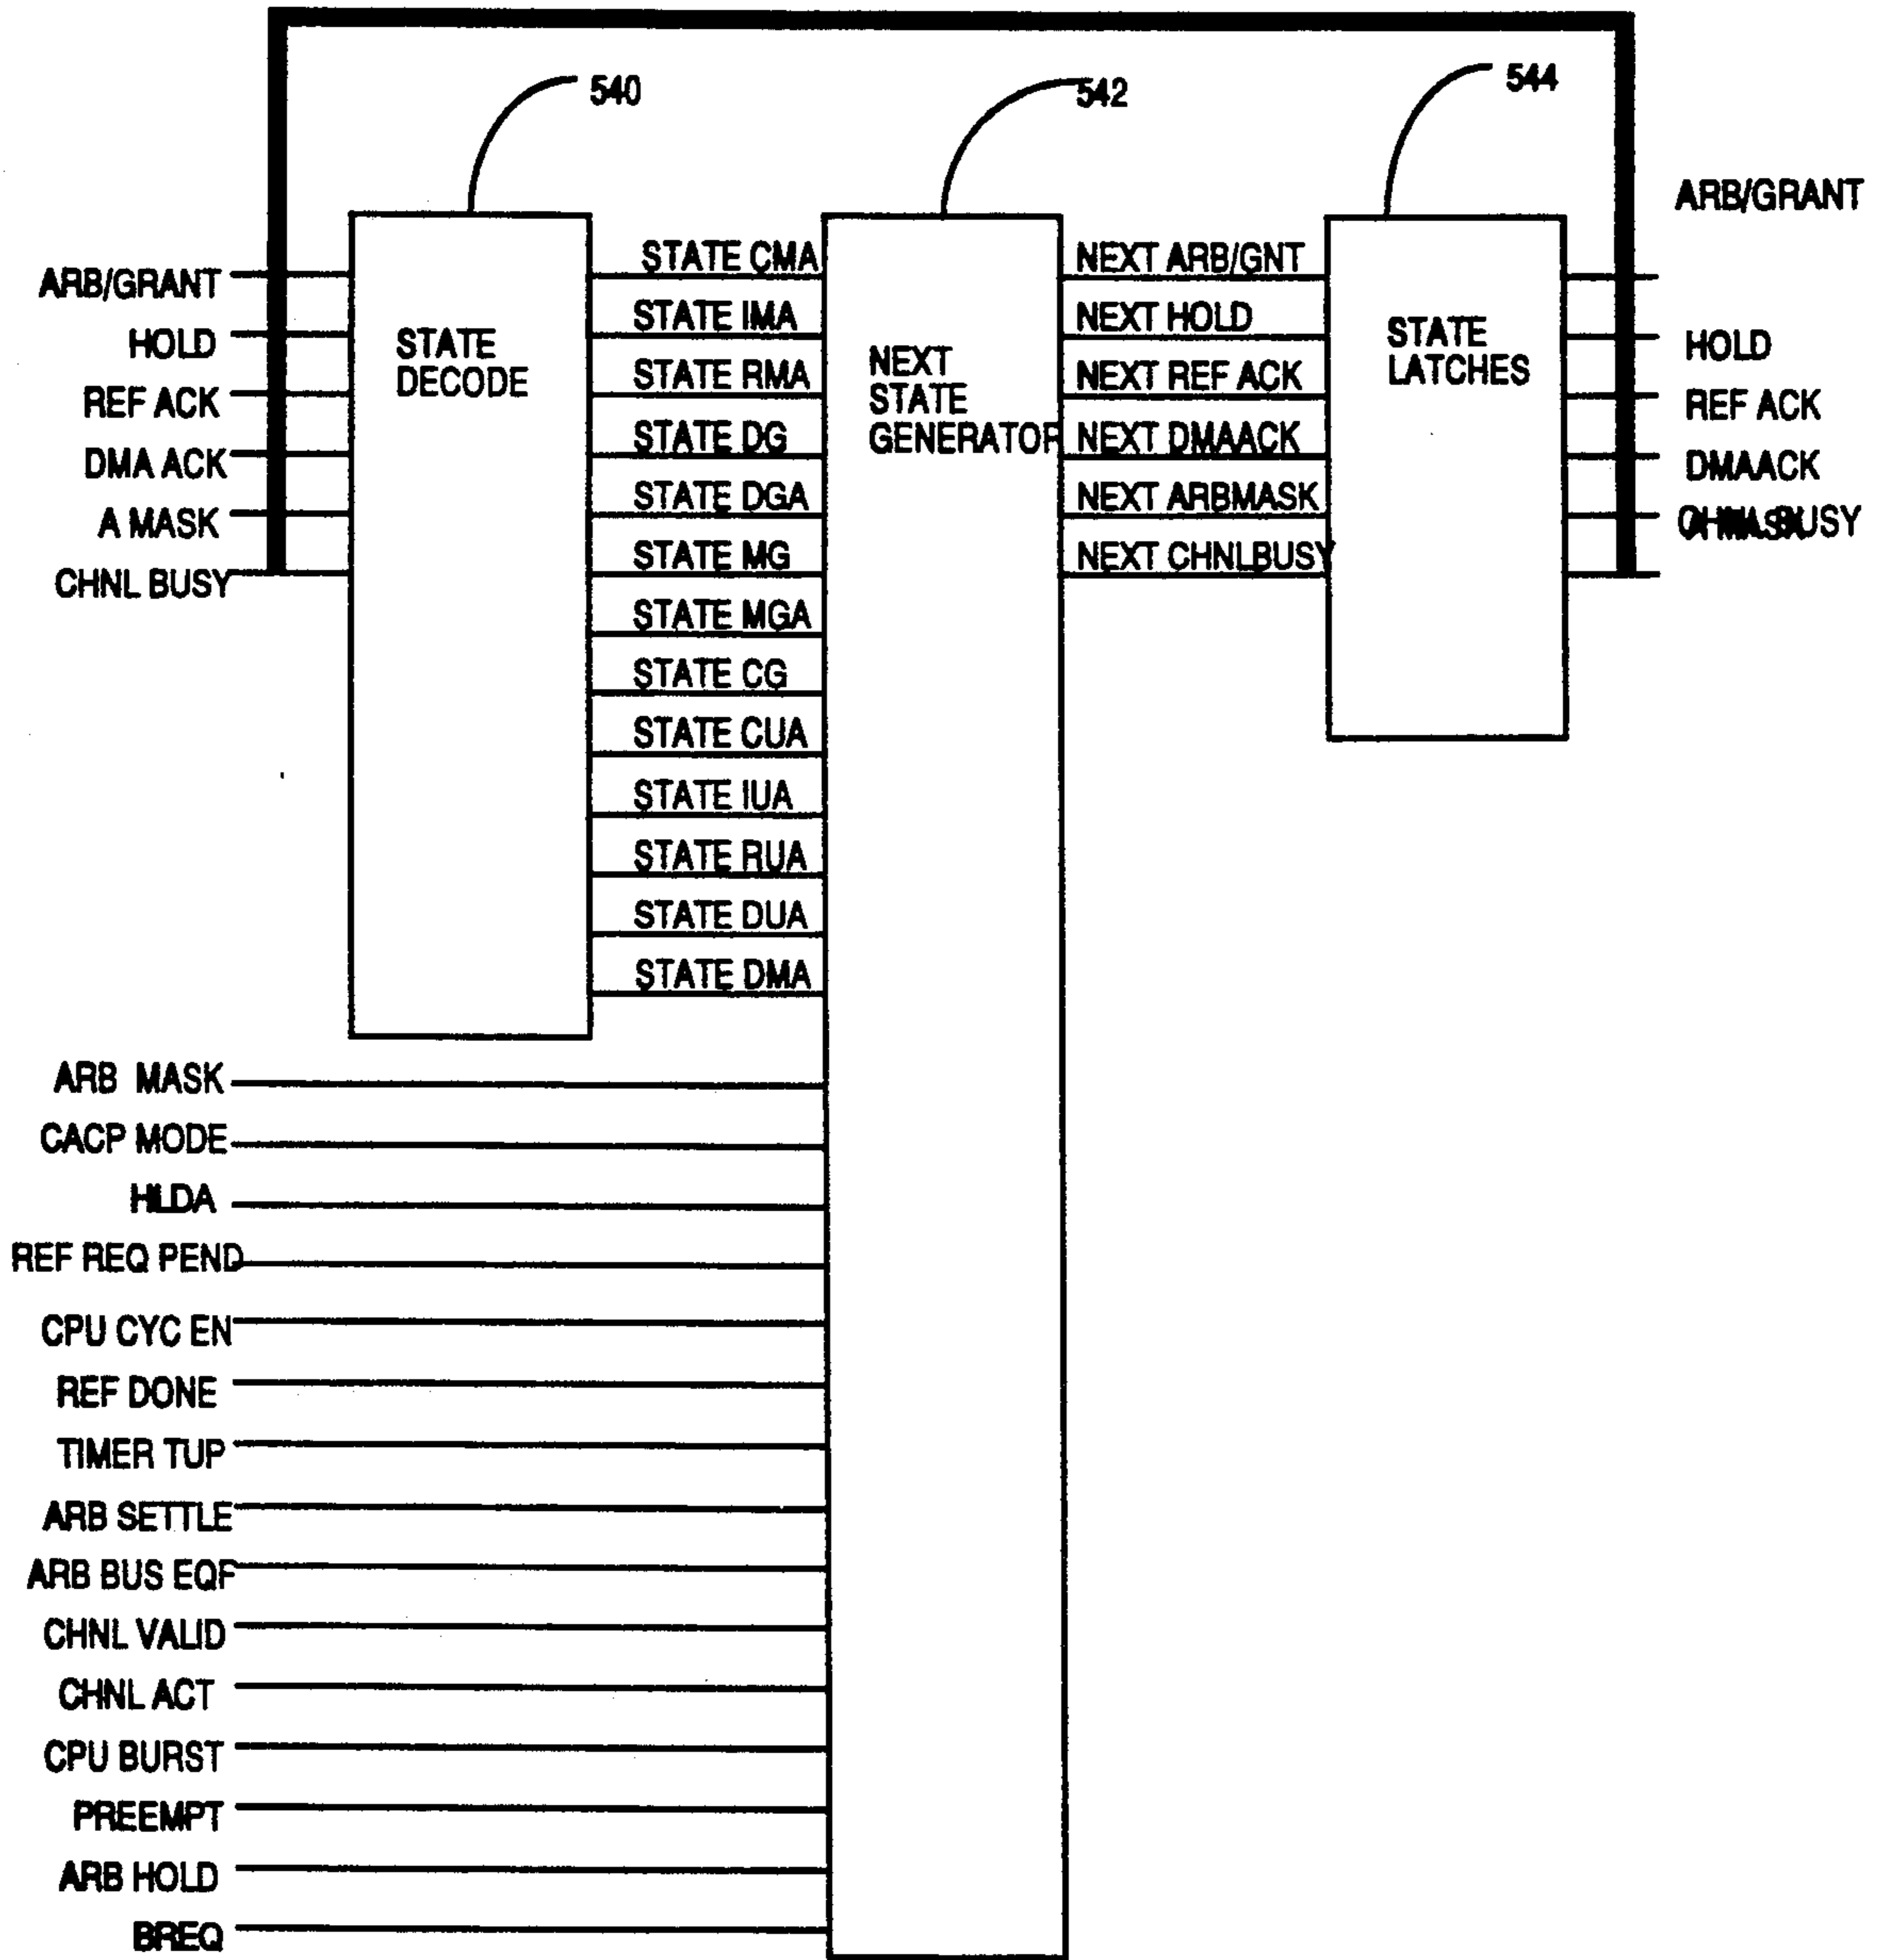 540
542
544
ARB/GRANT
HOLD
REF ACK
DMA ACK
A MASK
CHNL BUSY
STATE
DECODE
STATE CMA
STATE IMA
STATE RMA
STATE DG
STATE DGA
STATE MG
STATE MGA
STATE CG
STATE CUA
STATE IUA
STATE RUA
STATE DUA
STATE DMA
NEXT
STATE
GENERATOR
NEXT ARB/GNT
NEXT HOLD
NEXT REF ACK
NEXT DMAACK
NEXT ARBMASK
NEXT CHNLBUSY
STATE
LATCHES
ARB/GRANT
HOLD
REF ACK
DMAACK
BUSY
ARB MASK
CACP MODE
HLDA
REF REQ PEND
CPU CYC EN
REF DONE
TIMER TUP
ARB SETTLE
ARB BUS EQF
CHNL VALID
CHNL ACT
CPU BURST
PREEMPT
ARB HOLD
BREQ